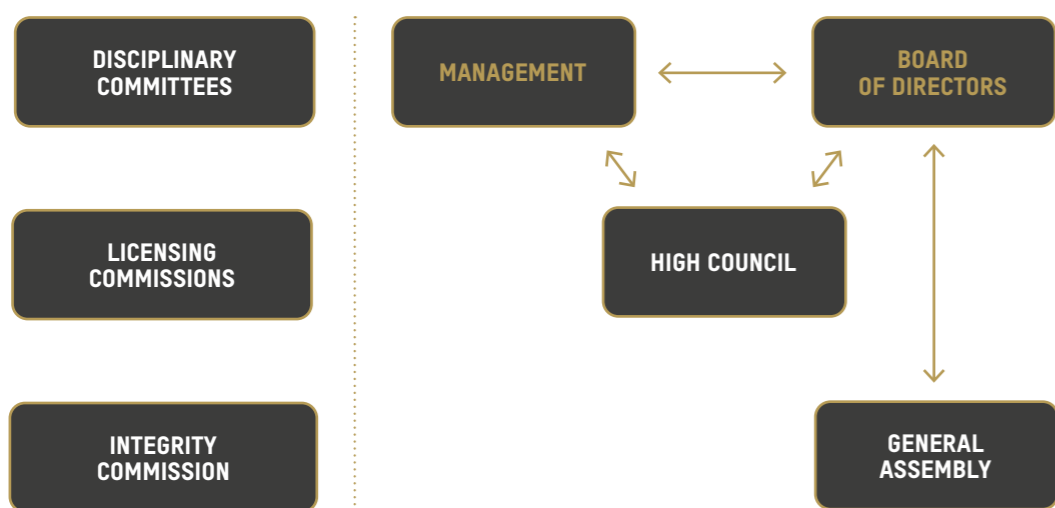 DISCIPLINARY
COMMITTEES
MANAGEMENT
BOARD
OF DIRECTORS
LICENSING
COMMISSIONS
HIGH COUNCIL
INTEGRITY
COMMISSION
GENERAL
ASSEMBLY